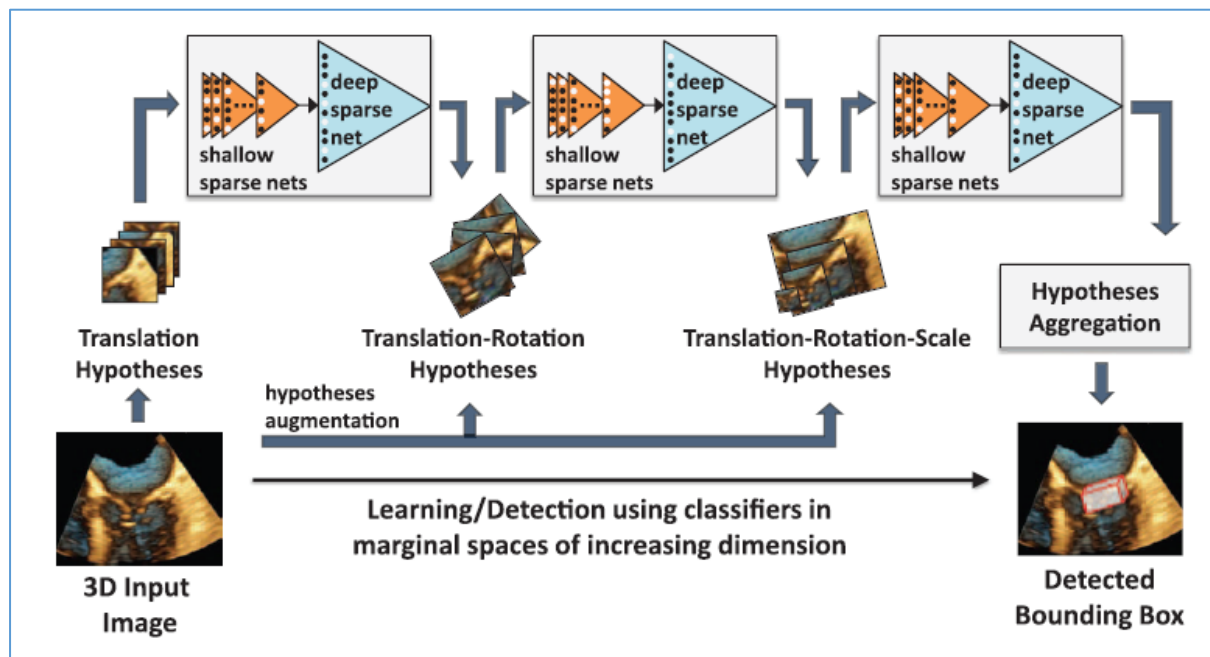 deep
sparse
net
shallow
sparse nets
deep
sparse
net
shallow
sparse nets
deep
sparse
net
shallow
sparse nets
Translation
Hypotheses
Translation-Rotation
Hypotheses
Translation-Rotation-Scale
Hypotheses
Hypotheses
Aggregation
hypotheses
augmentation
Learning/Detection using classifiers in
marginal spaces of increasing dimension
3D Input
Image
Detected
Bounding Box